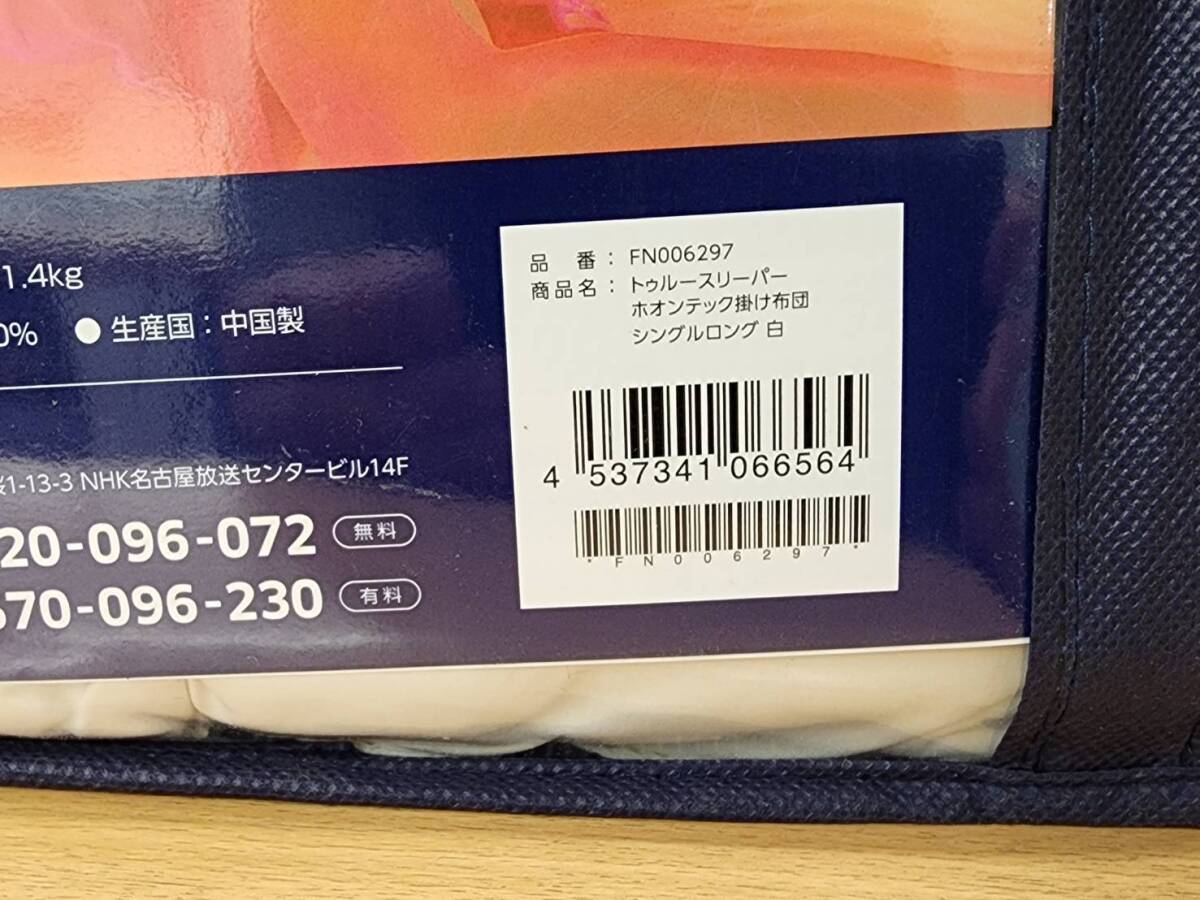 1.4kg
0% ● 生産国：中国製
1-13-3 NHK名古屋放送センタービル14F
20-096-072 無料
570-096-230 有料
品 番： FN006297
商品名： トゥルースリーパー
ホオンテック掛け布団
シングルロング 白
4 537341 066564
*FN006297*